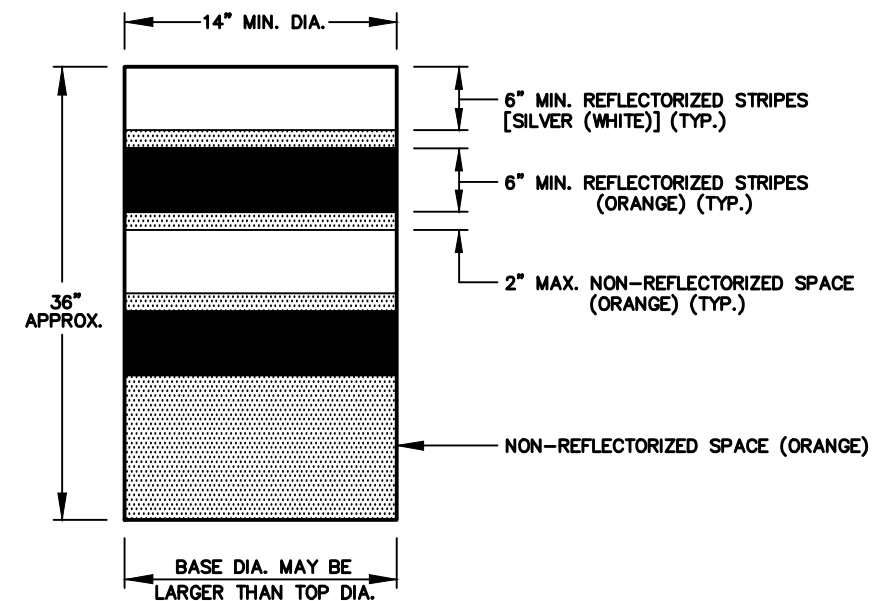 14" MIN. DIA.
6" MIN. REFLECTORIZED STRIPES
[SILVER (WHITE)] (TYP.)
6" MIN. REFLECTORIZED STRIPES
(ORANGE) (TYP.)
2" MAX. NON-REFLECTORIZED SPACE
(ORANGE) (TYP.)
36"
APPROX.
NON-REFLECTORIZED SPACE (ORANGE)
BASE DIA. MAY BE
LARGER THAN TOP DIA.